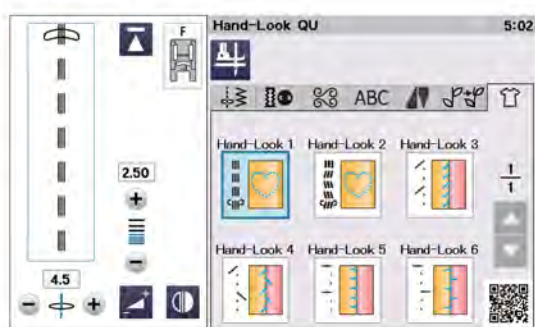 F
Hand-Look QU
5:02
ABC
Hand-Look 1
Hand-Look 2
Hand-Look 3
2.50
1
1
Hand-Look 4
Hand-Look 5
Hand-Look 6
4.5